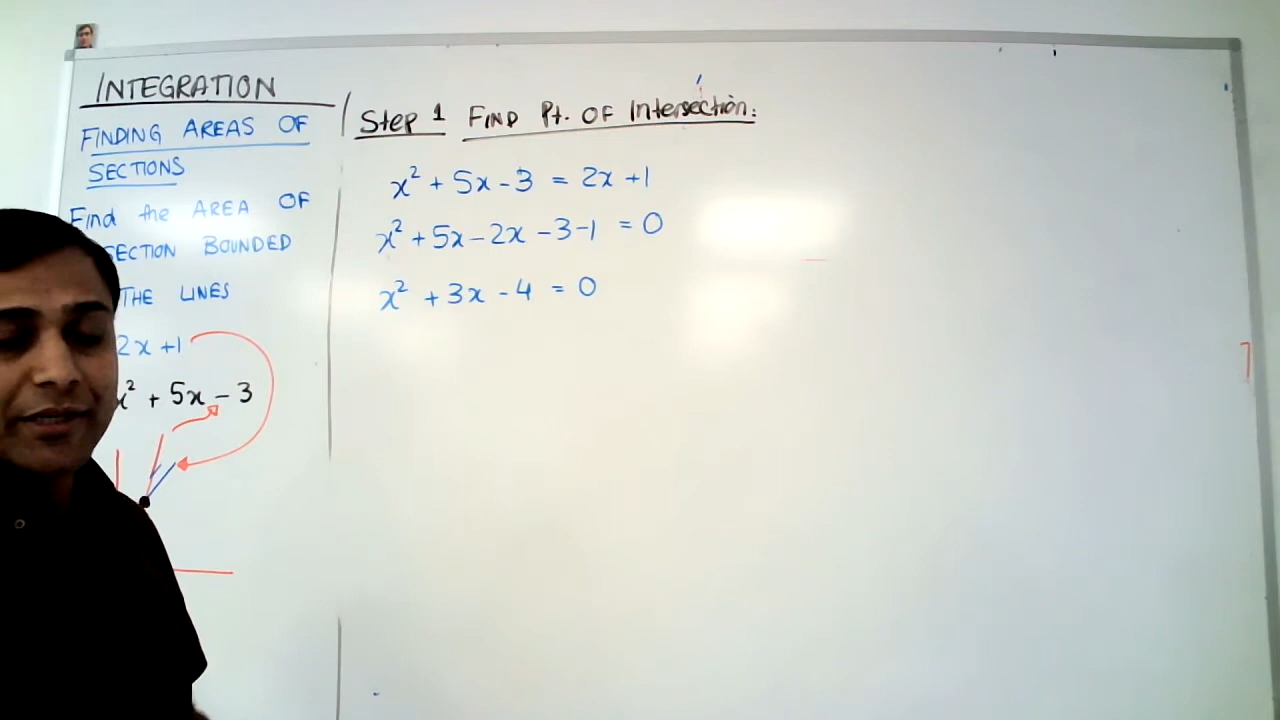 INTEGRATION
FINDING AREAS OF
SECTIONS
Find the AREA OF
SECTION BOUNDED
THE LINES
2x + 1
x² + 5x - 3
Step 1 FIND Pt. OF Intersection:
x² + 5x - 3 = 2x + 1
x² + 5x - 2x - 3 - 1 = 0
x² + 3x - 4 = 0